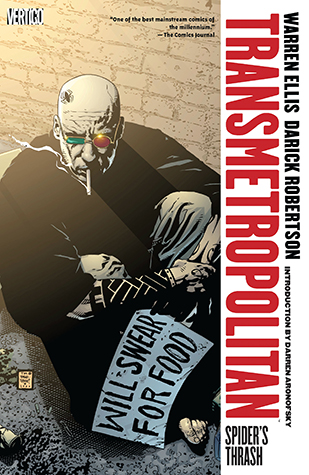 VERTIGO
"One of the best mainstream comics of
the millennium."
—The Comics Journal
WARREN ELLIS DARICK ROBERTSON
TRANSMETROPOLITAN
INTRODUCTION BY DARREN ARONOFSKY
SPIDER'S
THRASH
WILL SWEAR
FOR FOOD